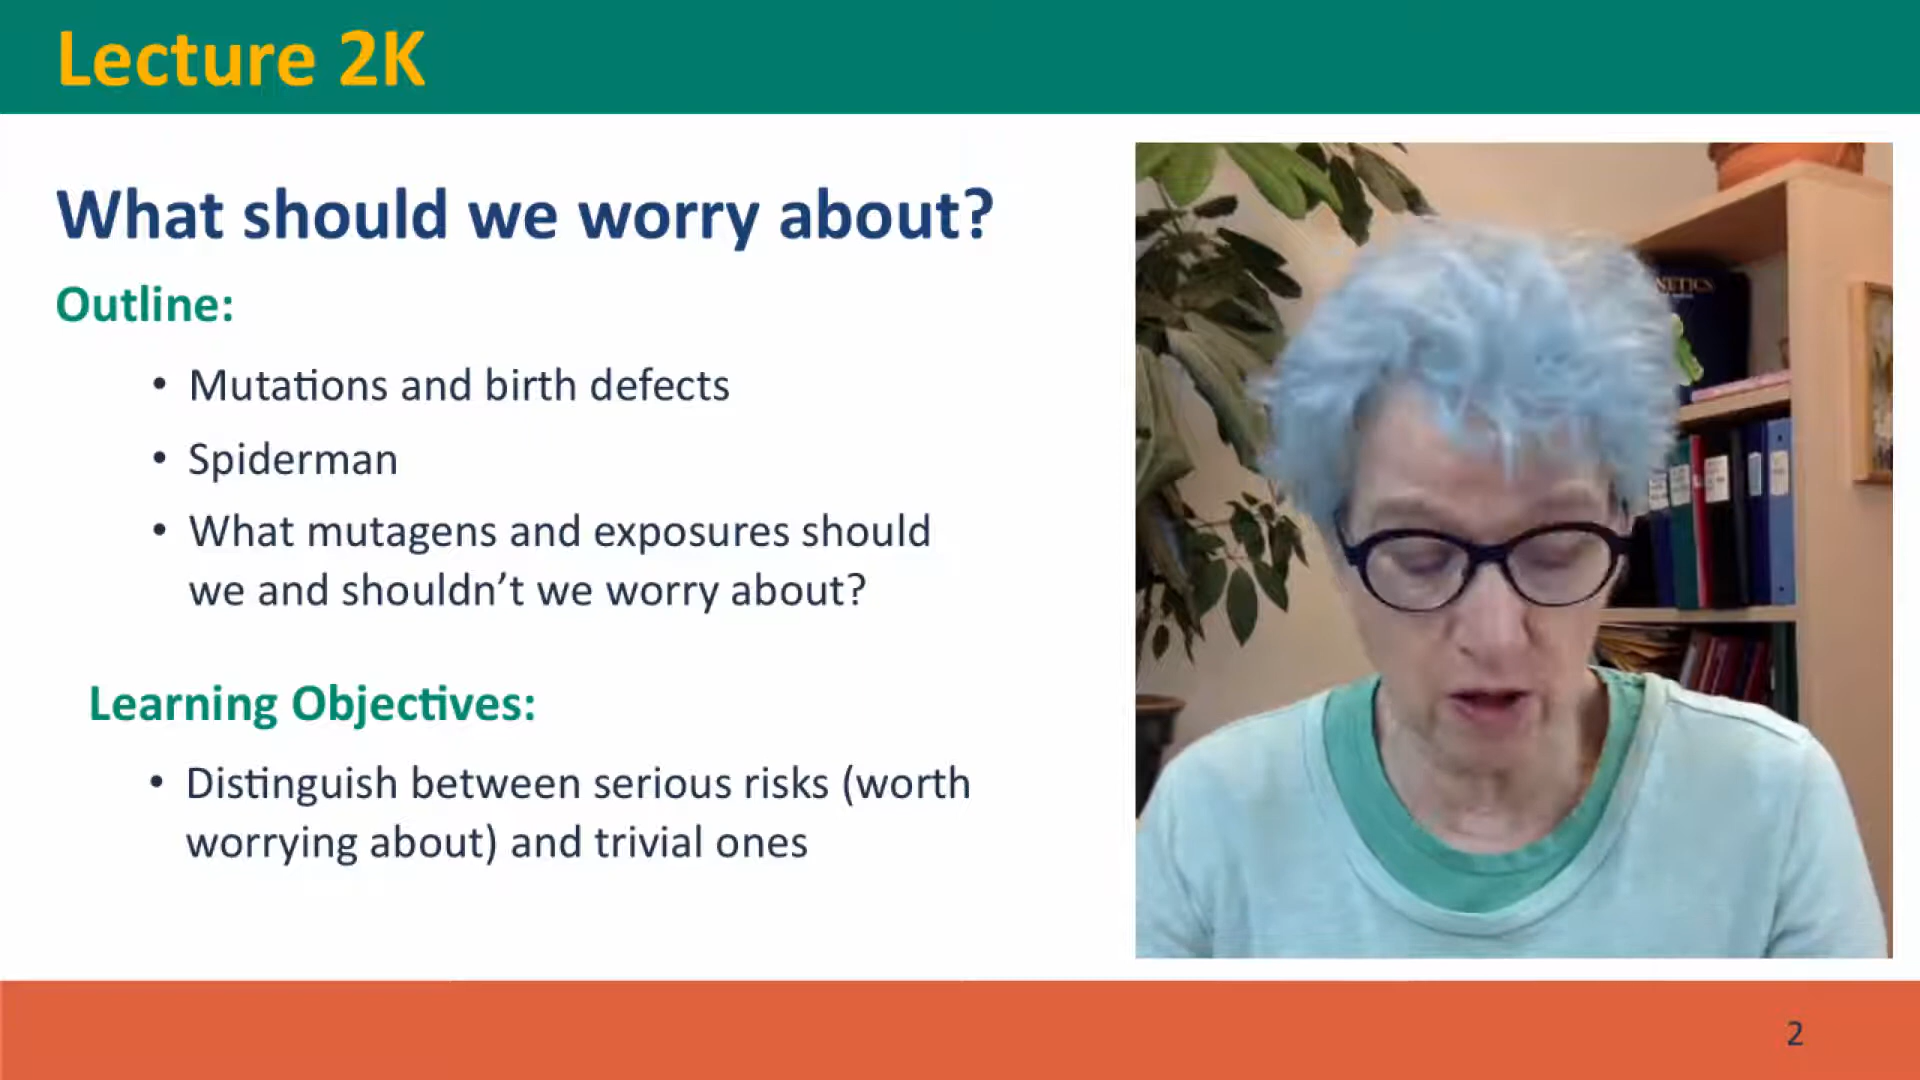 Lecture 2K
What should we worry about?
Outline:
• Mutations and birth defects
• Spiderman
• What mutagens and exposures should
we and shouldn’t we worry about?
Learning Objectives:
• Distinguish between serious risks (worth
worrying about) and trivial ones
NETICS
2